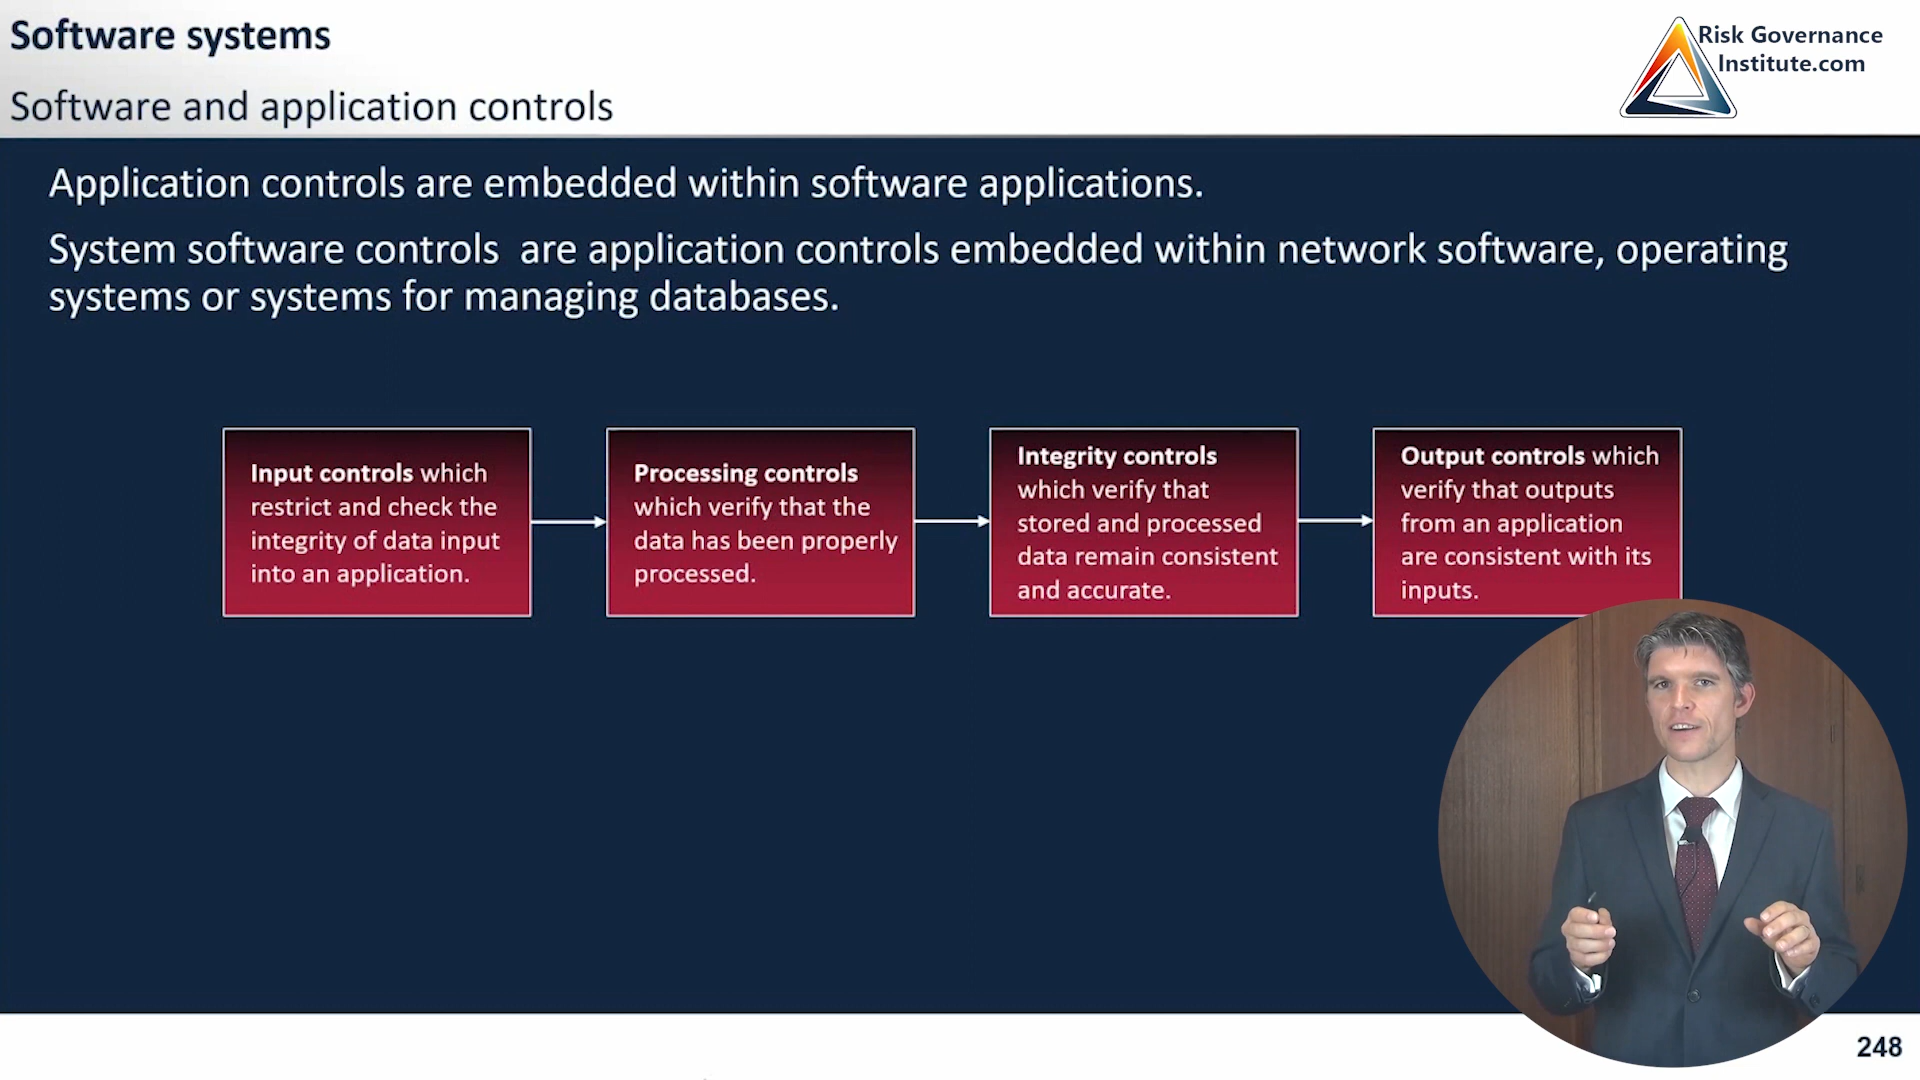 Software systems
Software and application controls
Risk Governance
Institute.com
Application controls are embedded within software applications.
System software controls  are application controls embedded within network software, operating
systems or systems for managing databases.
Input controls which
restrict and check the
integrity of data input
into an application.
Processing controls
which verify that the
data has been properly
processed.
Integrity controls
which verify that
stored and processed
data remain consistent
and accurate.
Output controls which
verify that outputs
from an application
are consistent with its
inputs.
248